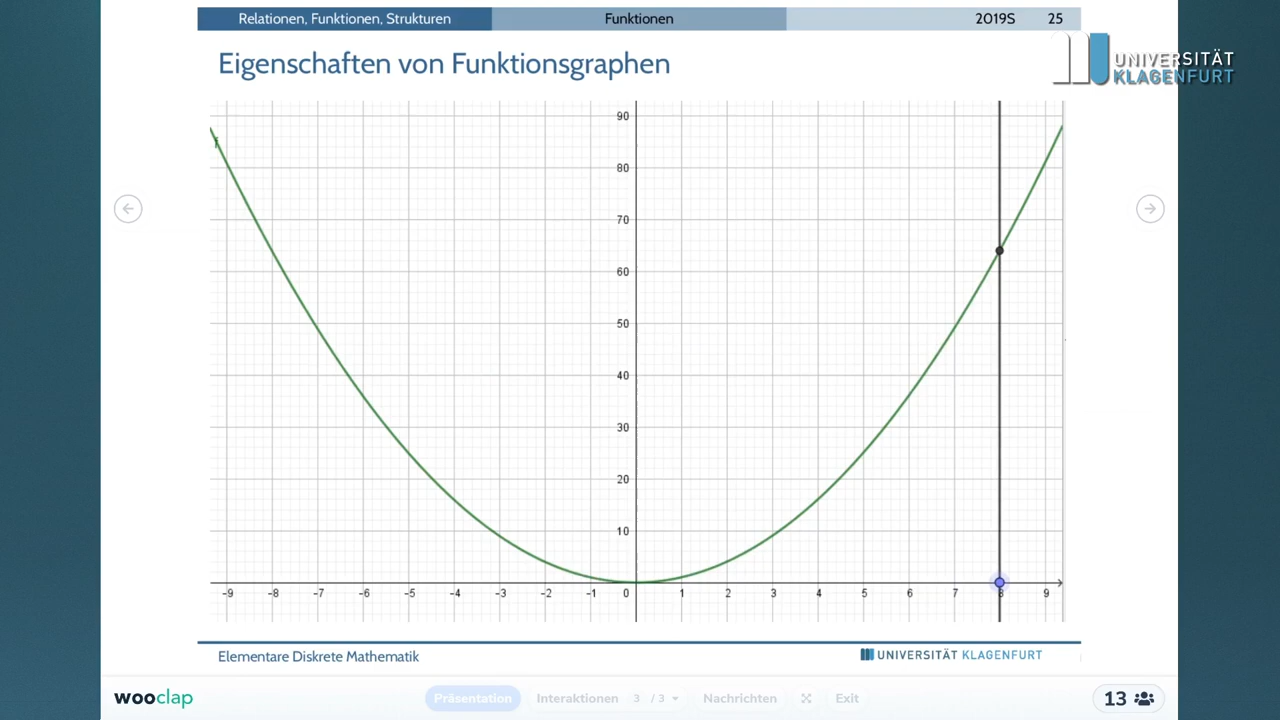 Relationen, Funktionen, Strukturen Funktionen 2019S 25
Eigenschaften von Funktionsgraphen
UNIVERSITÄT
KLAGENFURT
f
90
80
70
60
50
40
30
20
10
-9 -8 -7 -6 -5 -4 -3 -2 -1 0 1 2 3 4 5 6 7 8 9
Elementare Diskrete Mathematik UNIVERSITÄT KLAGENFURT
wooclap Präsentation Interaktionen 3 / 3 Nachrichten Exit 13